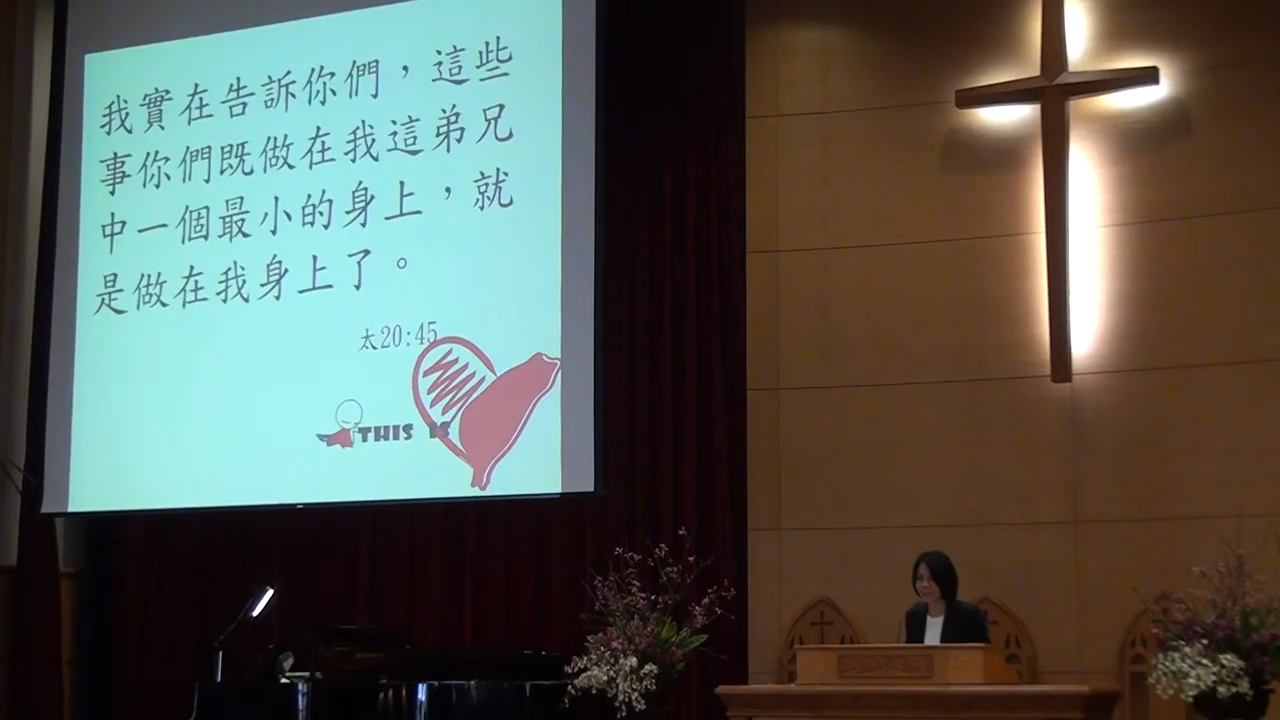 我實在告訴你們，這些
事你們既做在我這弟兄
中一個最小的身上，就
是做在我身上了。
太20:45
THIS IS